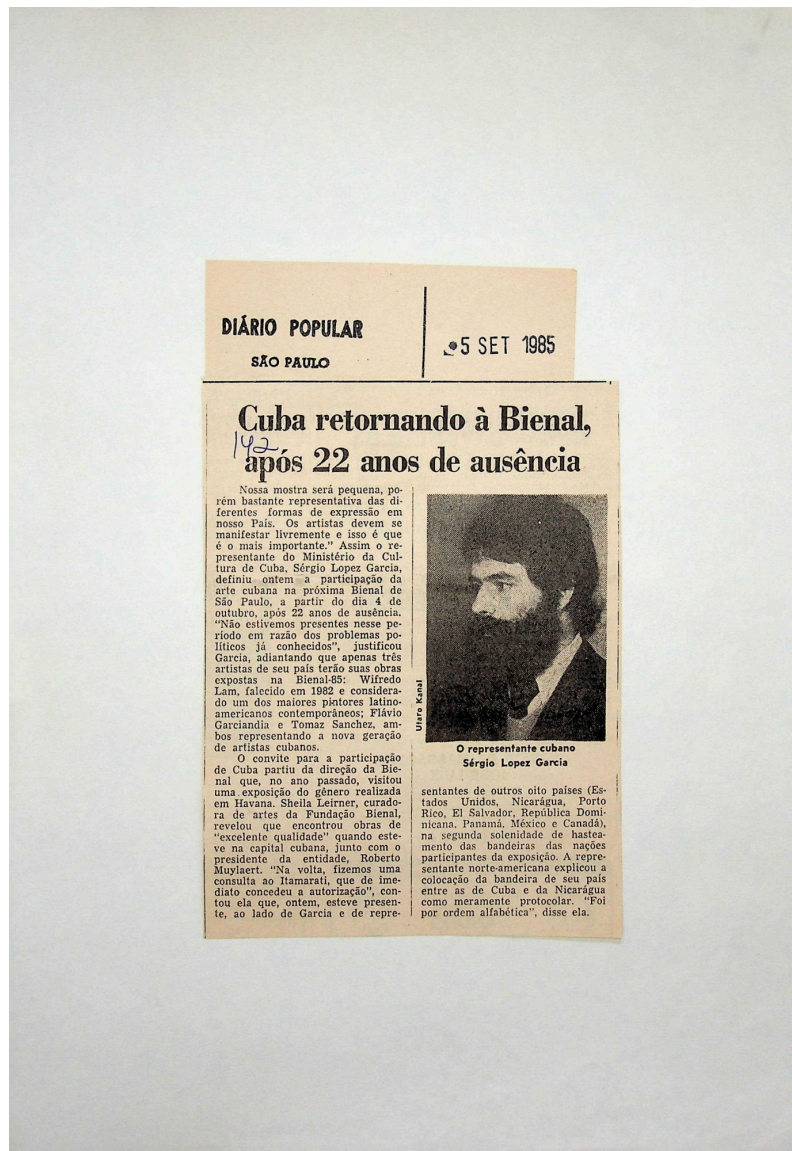 DIÁRIO POPULAR
SÃO PAULO
5 SET 1985
Cuba retornando à Bienal,
142
após 22 anos de ausência
Nossa mostra será pequena, po-
rém bastante representativa das di-
ferentes formas de expressão em
nosso País. Os artistas devem se
manifestar livremente e isso é que
é o mais importante." Assim o re-
presentante do Ministério da Cul-
tura de Cuba, Sérgio Lopez Garcia,
definiu ontem a participação da
arte cubana na próxima Bienal de
São Paulo, a partir do dia 4 de
outubro, após 22 anos de ausência.
"Não estivemos presentes nesse pe-
ríodo em razão dos problemas po-
líticos já conhecidos", justificou
Garcia, adiantando que apenas três
artistas de seu país terão suas obras
expostas na Bienal-85: Wifredo
Lam, falecido em 1982 e considera-
do um dos maiores pintores latino-
americanos contemporâneos; Flávio
Garciandia e Tomaz Sanchez, am-
bos representando a nova geração
de artistas cubanos.
O convite para a participação
de Cuba partiu da direção da Bie-
nal que, no ano passado, visitou
uma exposição do gênero realizada
em Havana. Sheila Leirner, curado-
ra de artes da Fundação Bienal,
revelou que encontrou obras de
"excelente qualidade" quando este-
ve na capital cubana, junto com o
presidente da entidade, Roberto
Muylaert. "Na volta, fizemos uma
consulta ao Itamarati, que de ime-
diato concedeu a autorização", con-
tou ela que, ontem, esteve presen-
te, ao lado de Garcia e de repre-
Utaro Kanai
O representante cubano
Sérgio Lopez Garcia
sentantes de outros oito países (Es-
tados Unidos, Nicarágua, Porto
Rico, El Salvador, República Domi-
nicana, Panamá, México e Canadá),
na segunda solenidade de hastea-
mento das bandeiras das nações
participantes da exposição. A repre-
sentante norte-americana explicou a
colocação da bandeira de seu país
entre as de Cuba e da Nicarágua
como meramente protocolar. "Foi
por ordem alfabética", disse ela.